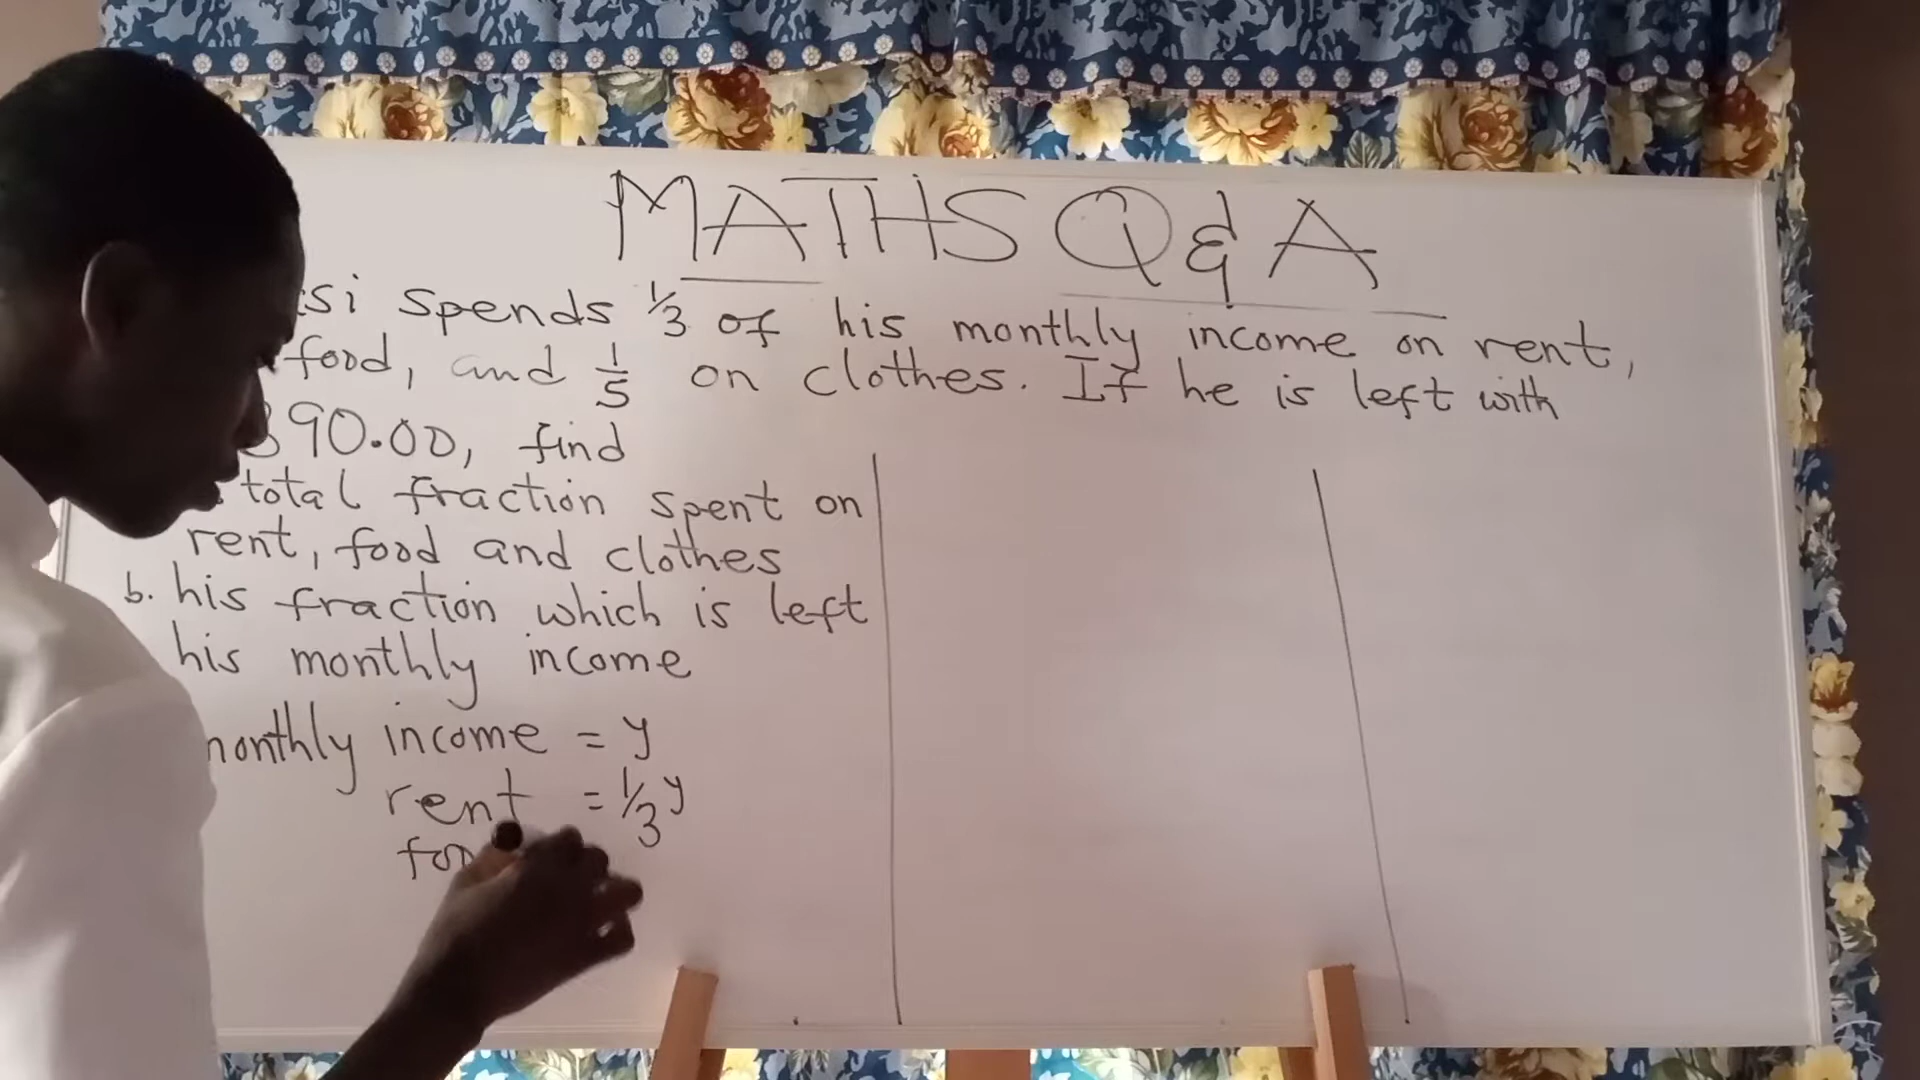 MATHS Q & A
spends 1/3 of his monthly income on rent,
food, and 1/5 on clothes. If he is left with
90.00, find
total fraction spent on
rent, food and clothes
b. his fraction which is left
his monthly income
monthly income = y
rent = 1/3 y